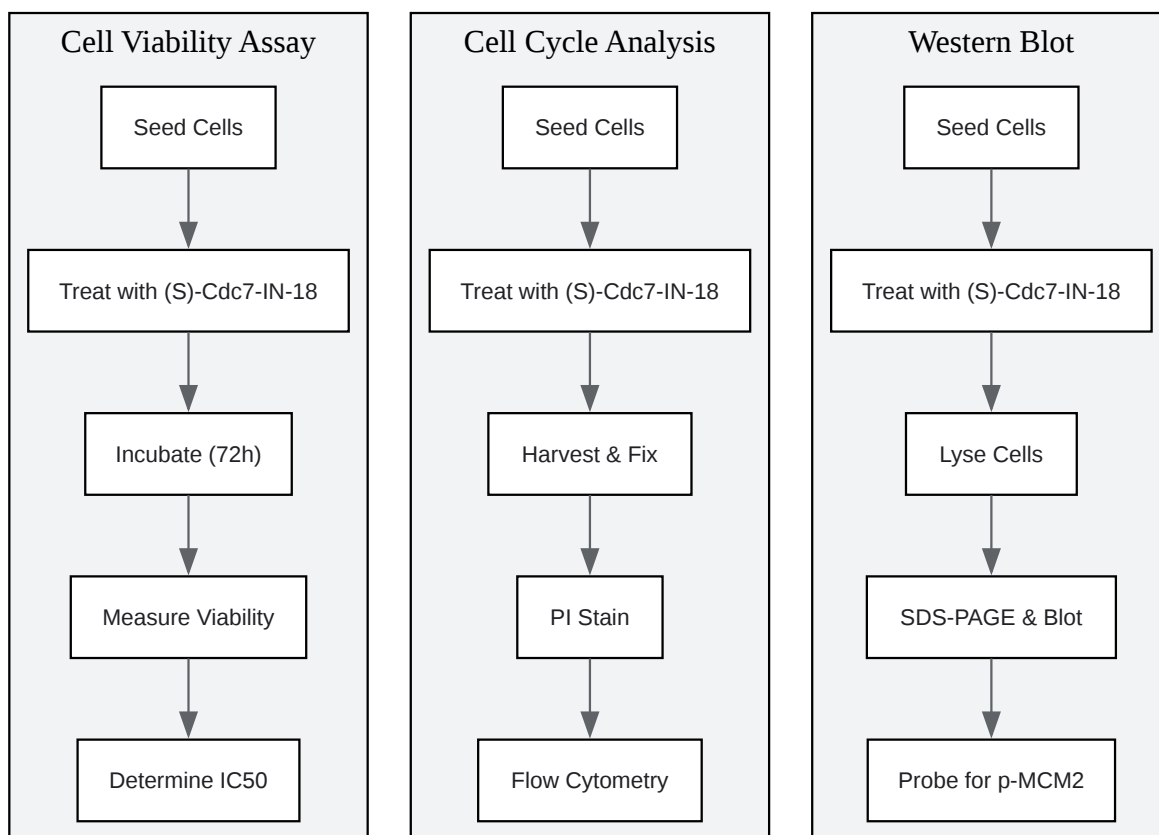 Cell Viability Assay
Seed Cells
Treat with (S)-Cdc7-IN-18
Incubate (72h)
Measure Viability
Determine IC50
Cell Cycle Analysis
Seed Cells
Treat with (S)-Cdc7-IN-18
Harvest & Fix
PI Stain
Flow Cytometry
Western Blot
Seed Cells
Treat with (S)-Cdc7-IN-18
Lyse Cells
SDS-PAGE & Blot
Probe for p-MCM2